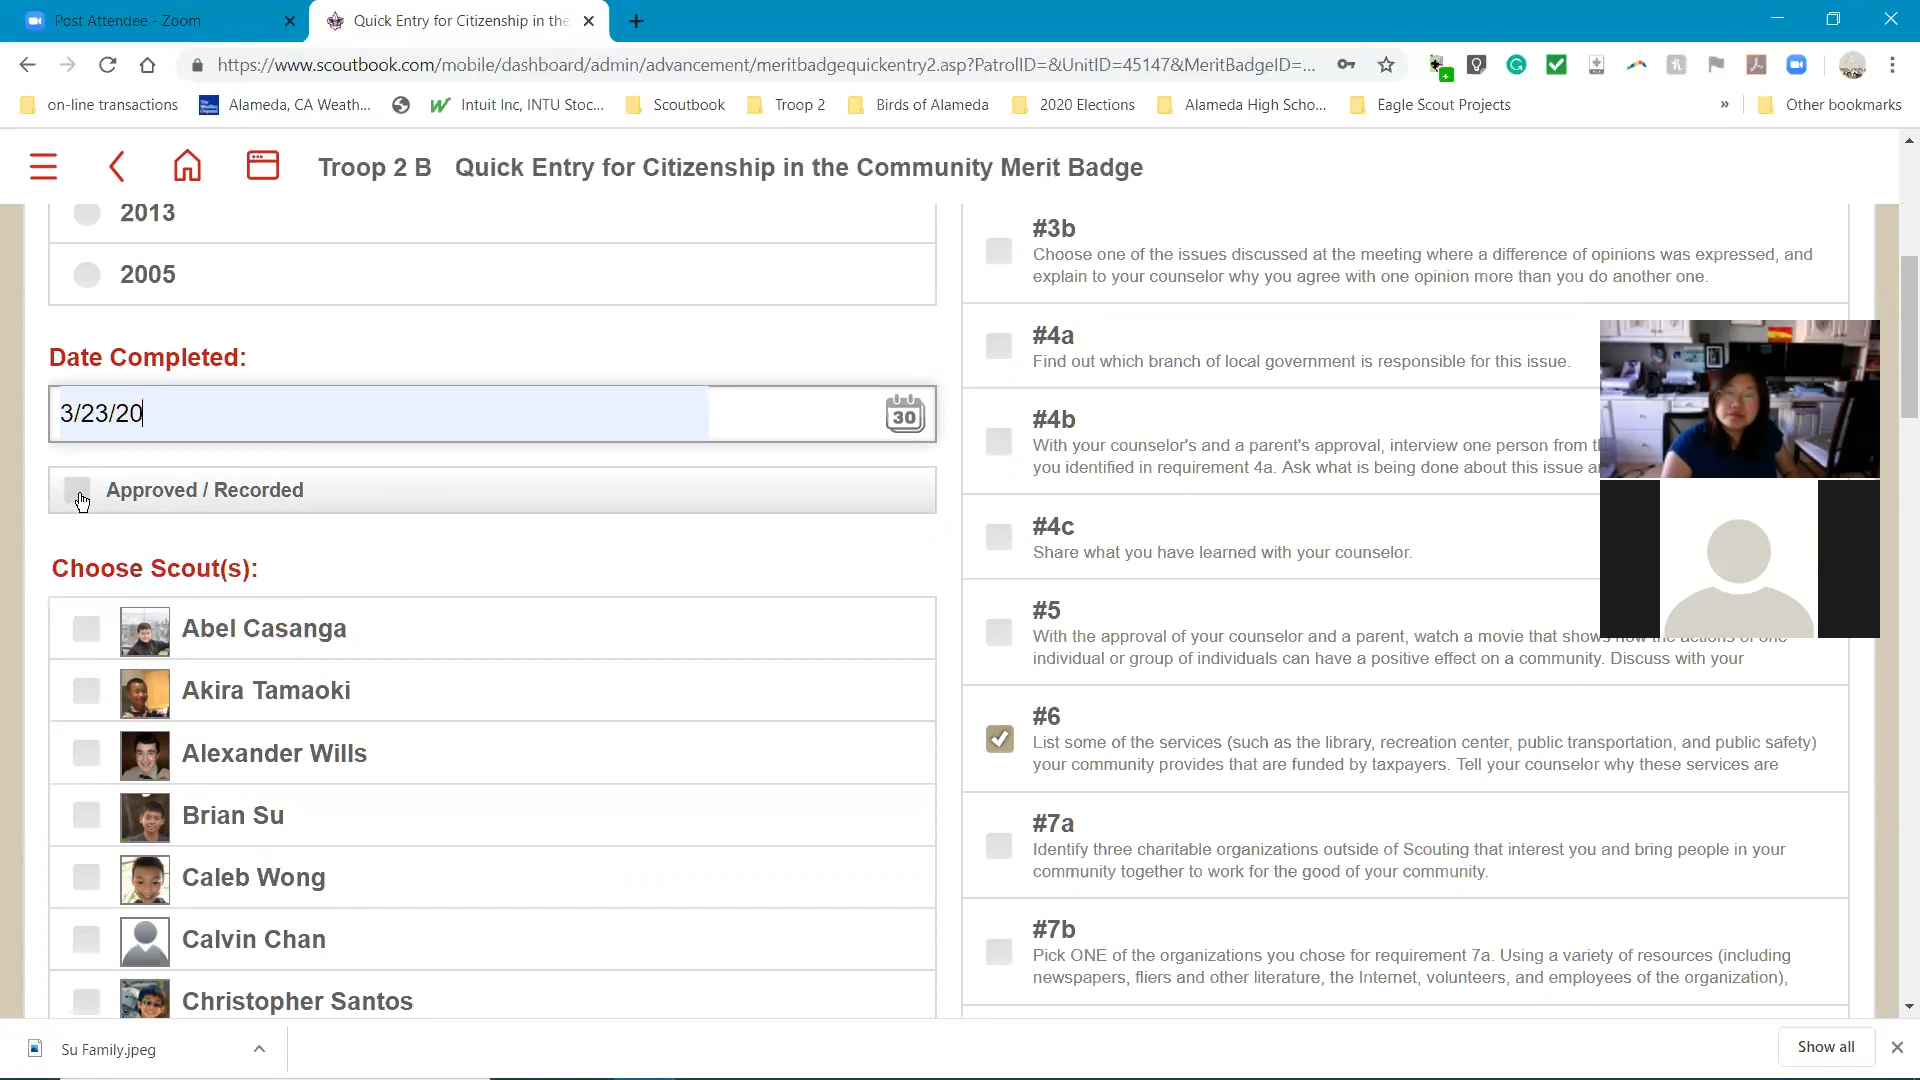 Post Attendee - Zoom
Quick Entry for Citizenship in the
https://www.scoutbook.com/mobile/dashboard/admin/advancement/meritbadgequickentry2.asp?PatrolID=&UnitID=45147&MeritBadgeID=...
on-line transactions
Alameda, CA Weath...
Intuit Inc, INTU Stoc...
Scoutbook
Troop 2
Birds of Alameda
2020 Elections
Alameda High Scho...
Eagle Scout Projects
»
Other bookmarks
Troop 2 B Quick Entry for Citizenship in the Community Merit Badge
2013
2005
Date Completed:
3/23/20
30
Approved / Recorded
Choose Scout(s):
Abel Casanga
Akira Tamaoki
Alexander Wills
Brian Su
Caleb Wong
Calvin Chan
Christopher Santos
#3b
Choose one of the issues discussed at the meeting where a difference of opinions was expressed, and
explain to your counselor why you agree with one opinion more than you do another one.
#4a
Find out which branch of local government is responsible for this issue.
#4b
With your counselor's and a parent's approval, interview one person from
you identified in requirement 4a. Ask what is being done about this issue
#4c
Share what you have learned with your counselor.
#5
With the approval of your counselor and a parent, watch a movie that shows how the actions of one
individual or group of individuals can have a positive effect on a community. Discuss with your
#6
List some of the services (such as the library, recreation center, public transportation, and public safety)
your community provides that are funded by taxpayers. Tell your counselor why these services are
#7a
Identify three charitable organizations outside of Scouting that interest you and bring people in your
community together to work for the good of your community.
#7b
Pick ONE of the organizations you chose for requirement 7a. Using a variety of resources (including
newspapers, fliers and other literature, the Internet, volunteers, and employees of the organization),
Su Family.jpeg
Show all